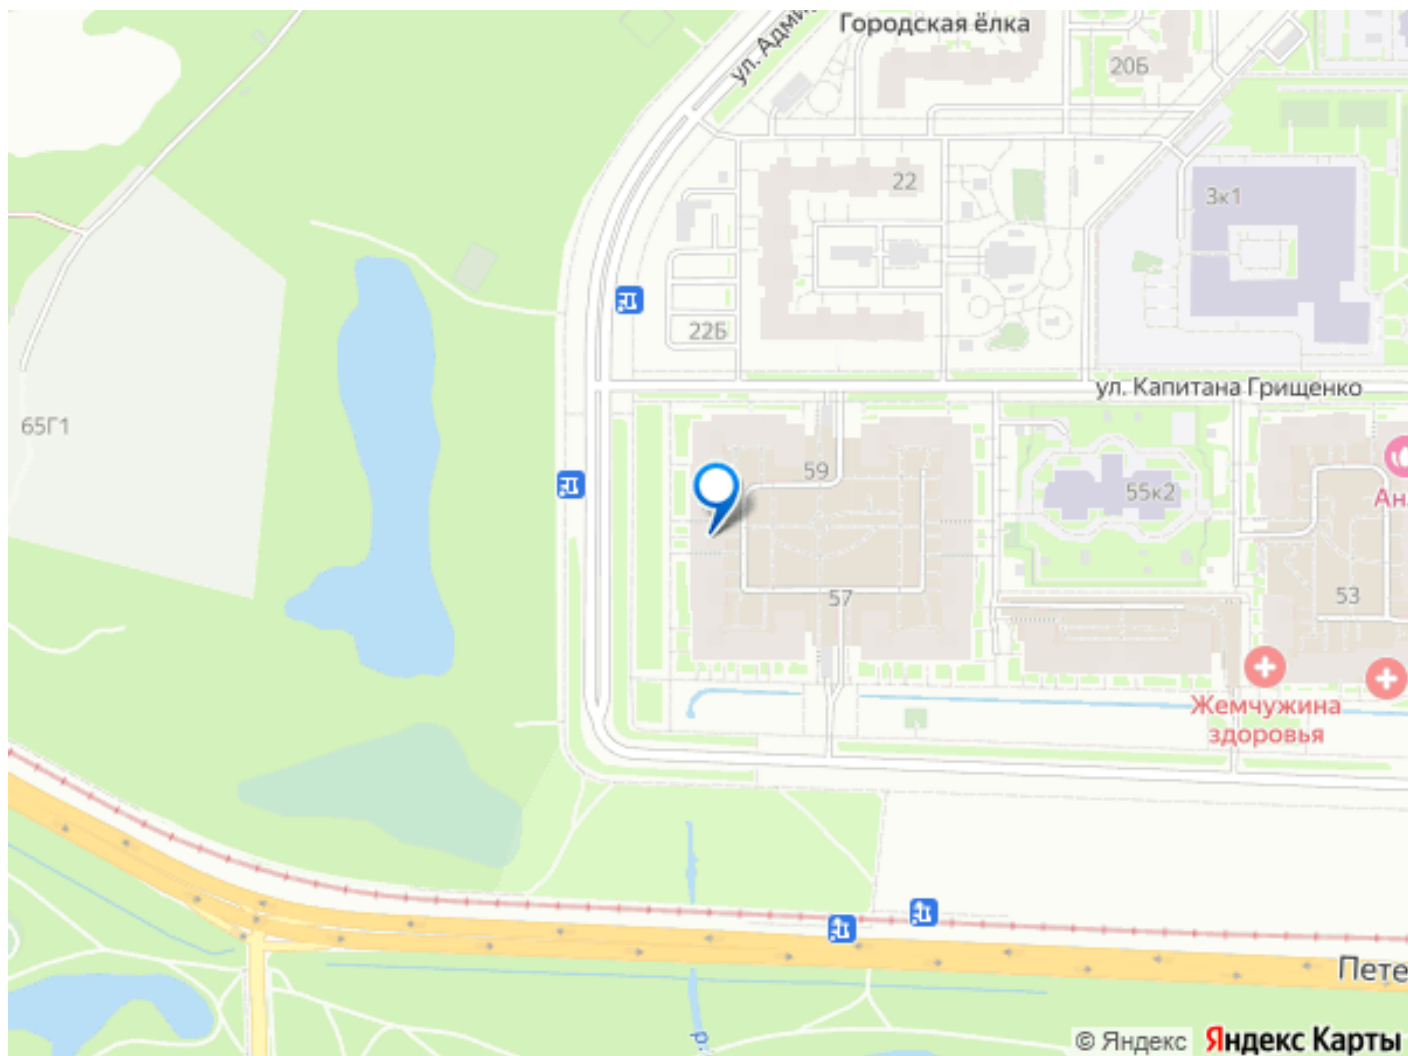 Городская ёлка
ул. Адми
20Б
22
3к1
22Б
ул. Капитана Грищенко
65Г1
59
55к2
Ан
57
53
Жемчужина
здоровья
Пете
р.
© Яндекс Яндекс Карты